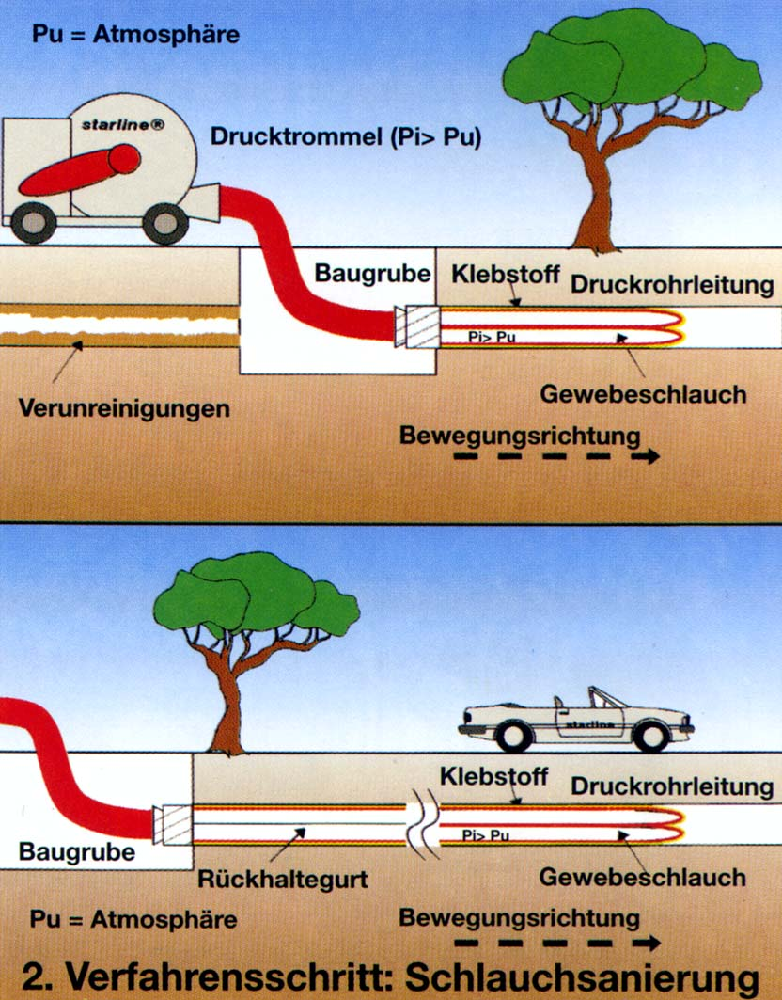 Pu = Atmosphäre
starline®
Drucktrommel (Pi> Pu)
Baugrube
Klebstoff
Druckrohrleitung
Pi> Pu
Gewebeschlauch
Verunreinigungen
Bewegungsrichtung
starline
Klebstoff
Druckrohrleitung
Pi> Pu
Baugrube
Rückhaltegurt
Gewebeschlauch
Pu = Atmosphäre
Bewegungsrichtung
2. Verfahrensschritt: Schlauchsanierung